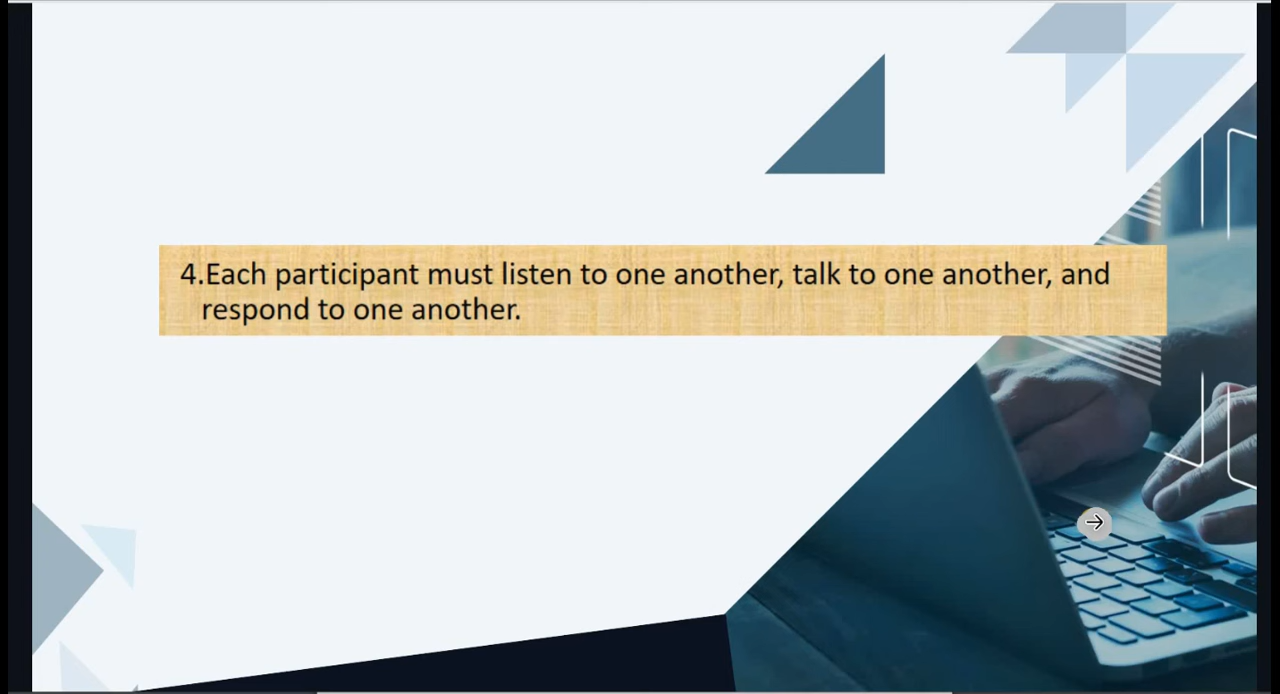 4.Each participant must listen to one another, talk to one another, and
respond to one another.